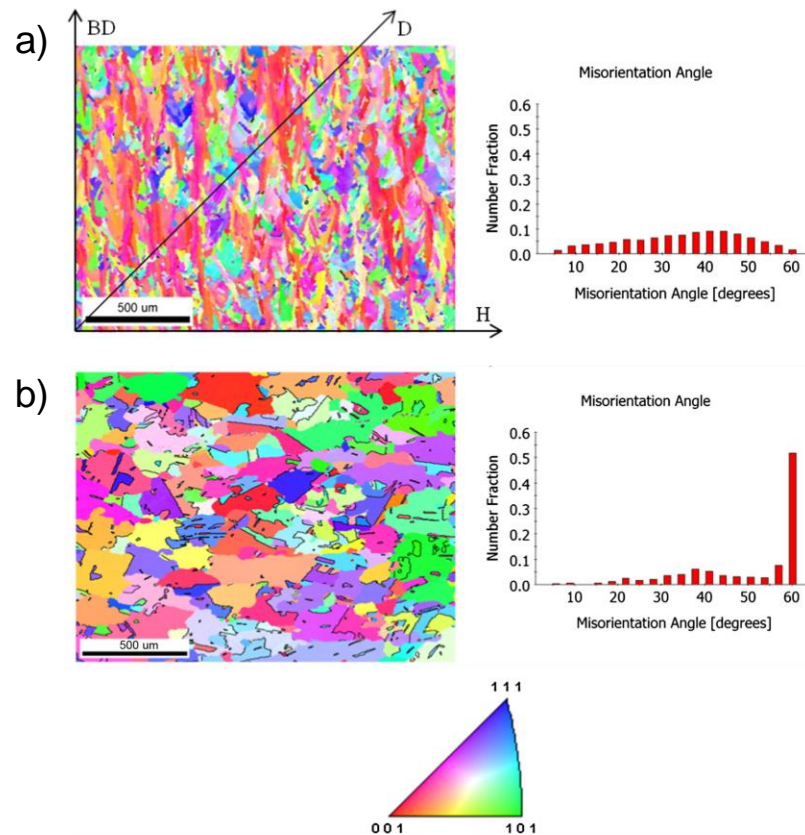 a)
BD
D
500 um
H
Misorientation Angle
Number Fraction
0.6
0.5
0.4
0.3
0.2
0.1
0.0
10 20 30 40 50 60
Misorientation Angle [degrees]
b)
500 um
Misorientation Angle
Number Fraction
0.6
0.5
0.4
0.3
0.2
0.1
0.0
10 20 30 40 50 60
Misorientation Angle [degrees]
1 1 1
0 0 1 1 0 1